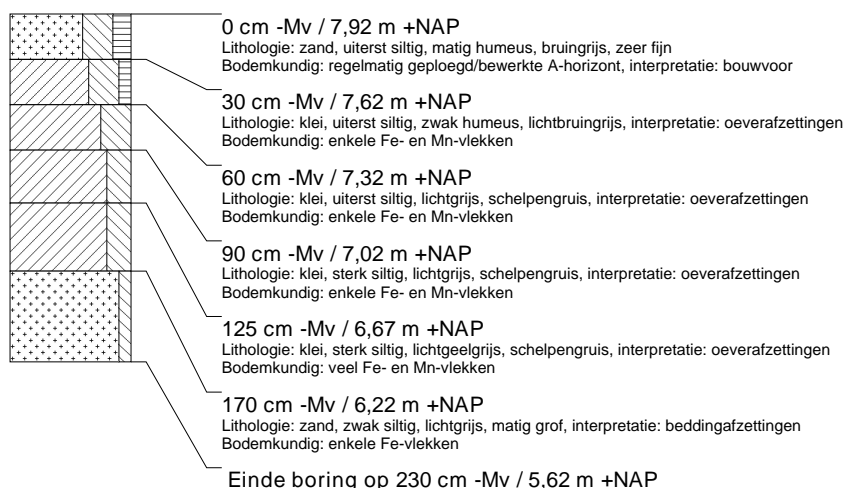 0 cm -Mv / 7,92 m +NAP
Lithologie: zand, uiterst siltig, matig humeus, bruingrijs, zeer fijn
Bodemkundig: regelmatig geploegd/bewerkte A-horizont, interpretatie: bouwvoor
30 cm -Mv / 7,62 m +NAP
Lithologie: klei, uiterst siltig, zwak humeus, lichtbruingrijs, interpretatie: oeverafzettingen
Bodemkundig: enkele Fe- en Mn-vlekken
60 cm -Mv / 7,32 m +NAP
Lithologie: klei, uiterst siltig, lichtgrijs, schelpengruis, interpretatie: oeverafzettingen
Bodemkundig: enkele Fe- en Mn-vlekken
90 cm -Mv / 7,02 m +NAP
Lithologie: klei, sterk siltig, lichtgrijs, schelpengruis, interpretatie: oeverafzettingen
Bodemkundig: enkele Fe- en Mn-vlekken
125 cm -Mv / 6,67 m +NAP
Lithologie: klei, sterk siltig, lichtgeelgrijs, schelpengruis, interpretatie: oeverafzettingen
Bodemkundig: veel Fe- en Mn-vlekken
170 cm -Mv / 6,22 m +NAP
Lithologie: zand, zwak siltig, lichtgrijs, matig grof, interpretatie: beddingafzettingen
Bodemkundig: enkele Fe-vlekken
Einde boring op 230 cm -Mv / 5,62 m +NAP